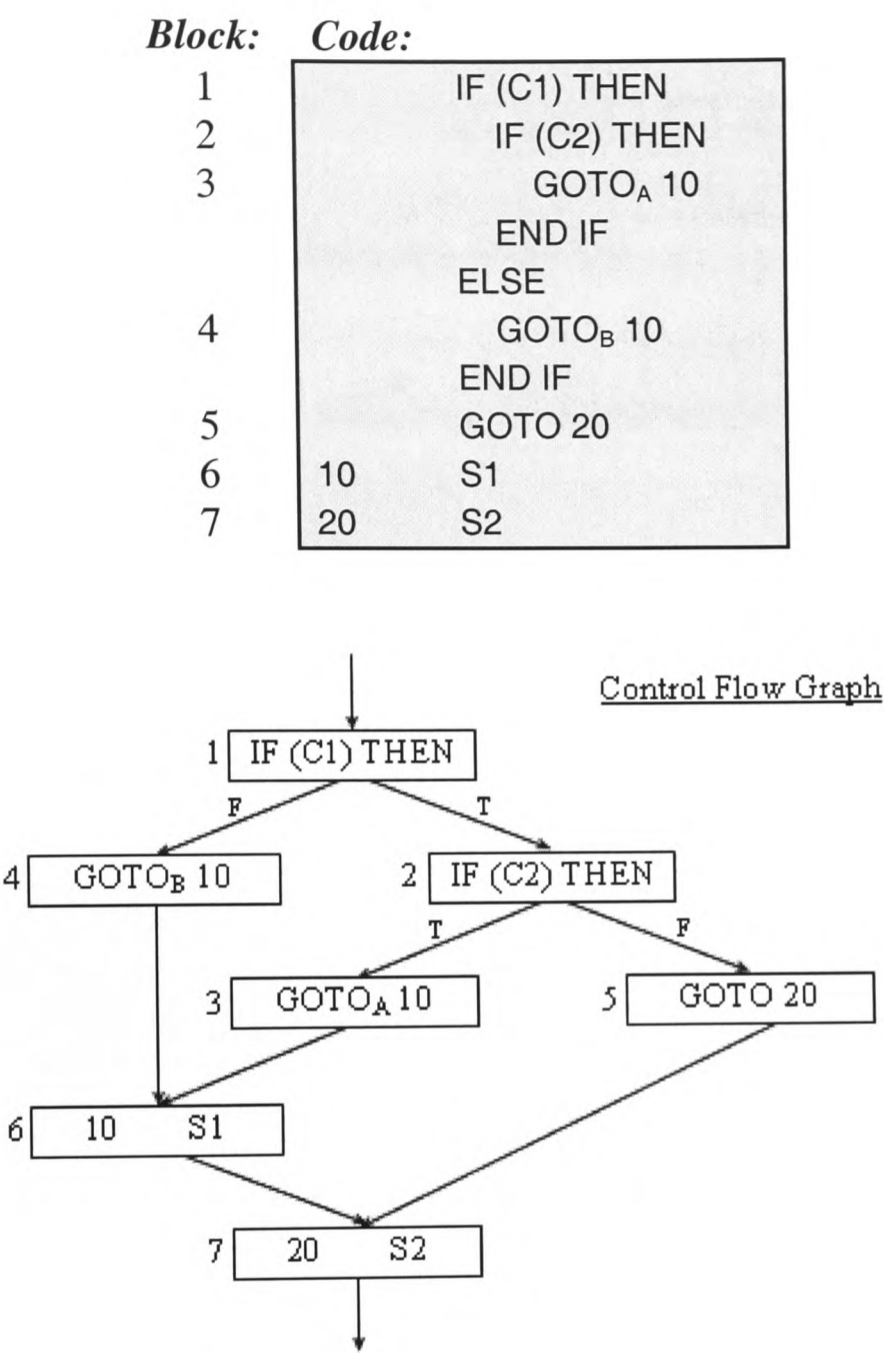 Block: Code:
1 IF (C1) THEN
2 IF (C2) THEN
3 GOTOA 10
END IF
ELSE
4 GOTOB 10
END IF
5 GOTO 20
6 10 S1
7 20 S2
Control Flow Graph
1 IF (C1) THEN
F T
4 GOTOB 10 2 IF (C2) THEN
T F
3 GOTOA 10 5 GOTO 20
6 10 S1
7 20 S2